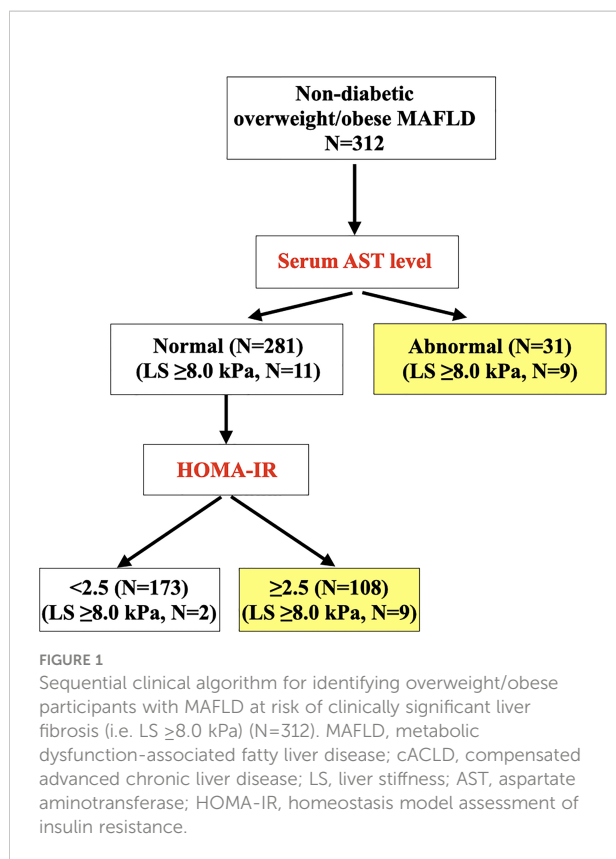 Non-diabetic
overweight/obese MAFLD
N=312
Serum AST level
Normal (N=281)
(LS ≥8.0 kPa, N=11)
Abnormal (N=31)
(LS ≥8.0 kPa, N=9)
HOMA-IR
<2.5 (N=173)
(LS ≥8.0 kPa, N=2)
≥2.5 (N=108)
(LS ≥8.0 kPa, N=9)
FIGURE 1
Sequential clinical algorithm for identifying overweight/obese
participants with MAFLD at risk of clinically significant liver
fibrosis (i.e. LS ≥8.0 kPa) (N=312). MAFLD, metabolic
dysfunction-associated fatty liver disease; cACLD, compensated
advanced chronic liver disease; LS, liver stiffness; AST, aspartate
aminotransferase; HOMA-IR, homeostasis model assessment of
insulin resistance.